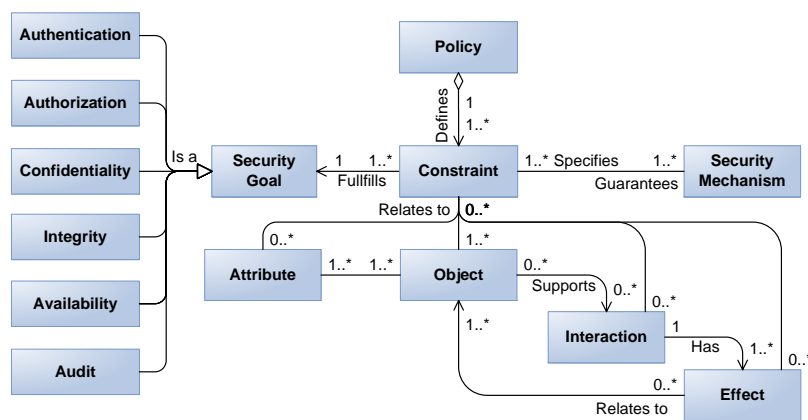 Authentication
Policy
Authorization
1
Defines
1..*
Is a
Confidentiality
Security
Goal
1
1..*
Fullfills
Constraint
1..*
Specifies
1..*
Guarantees
Security
Mechanism
Relates to
0..*
Integrity
0..*
1..*
Attribute
1..*
1..*
Object
0..*
Supports
0..*
Availability
1..*
0..*
Interaction
1
Has
1..*
0..*
Audit
0..*
Relates to
Effect